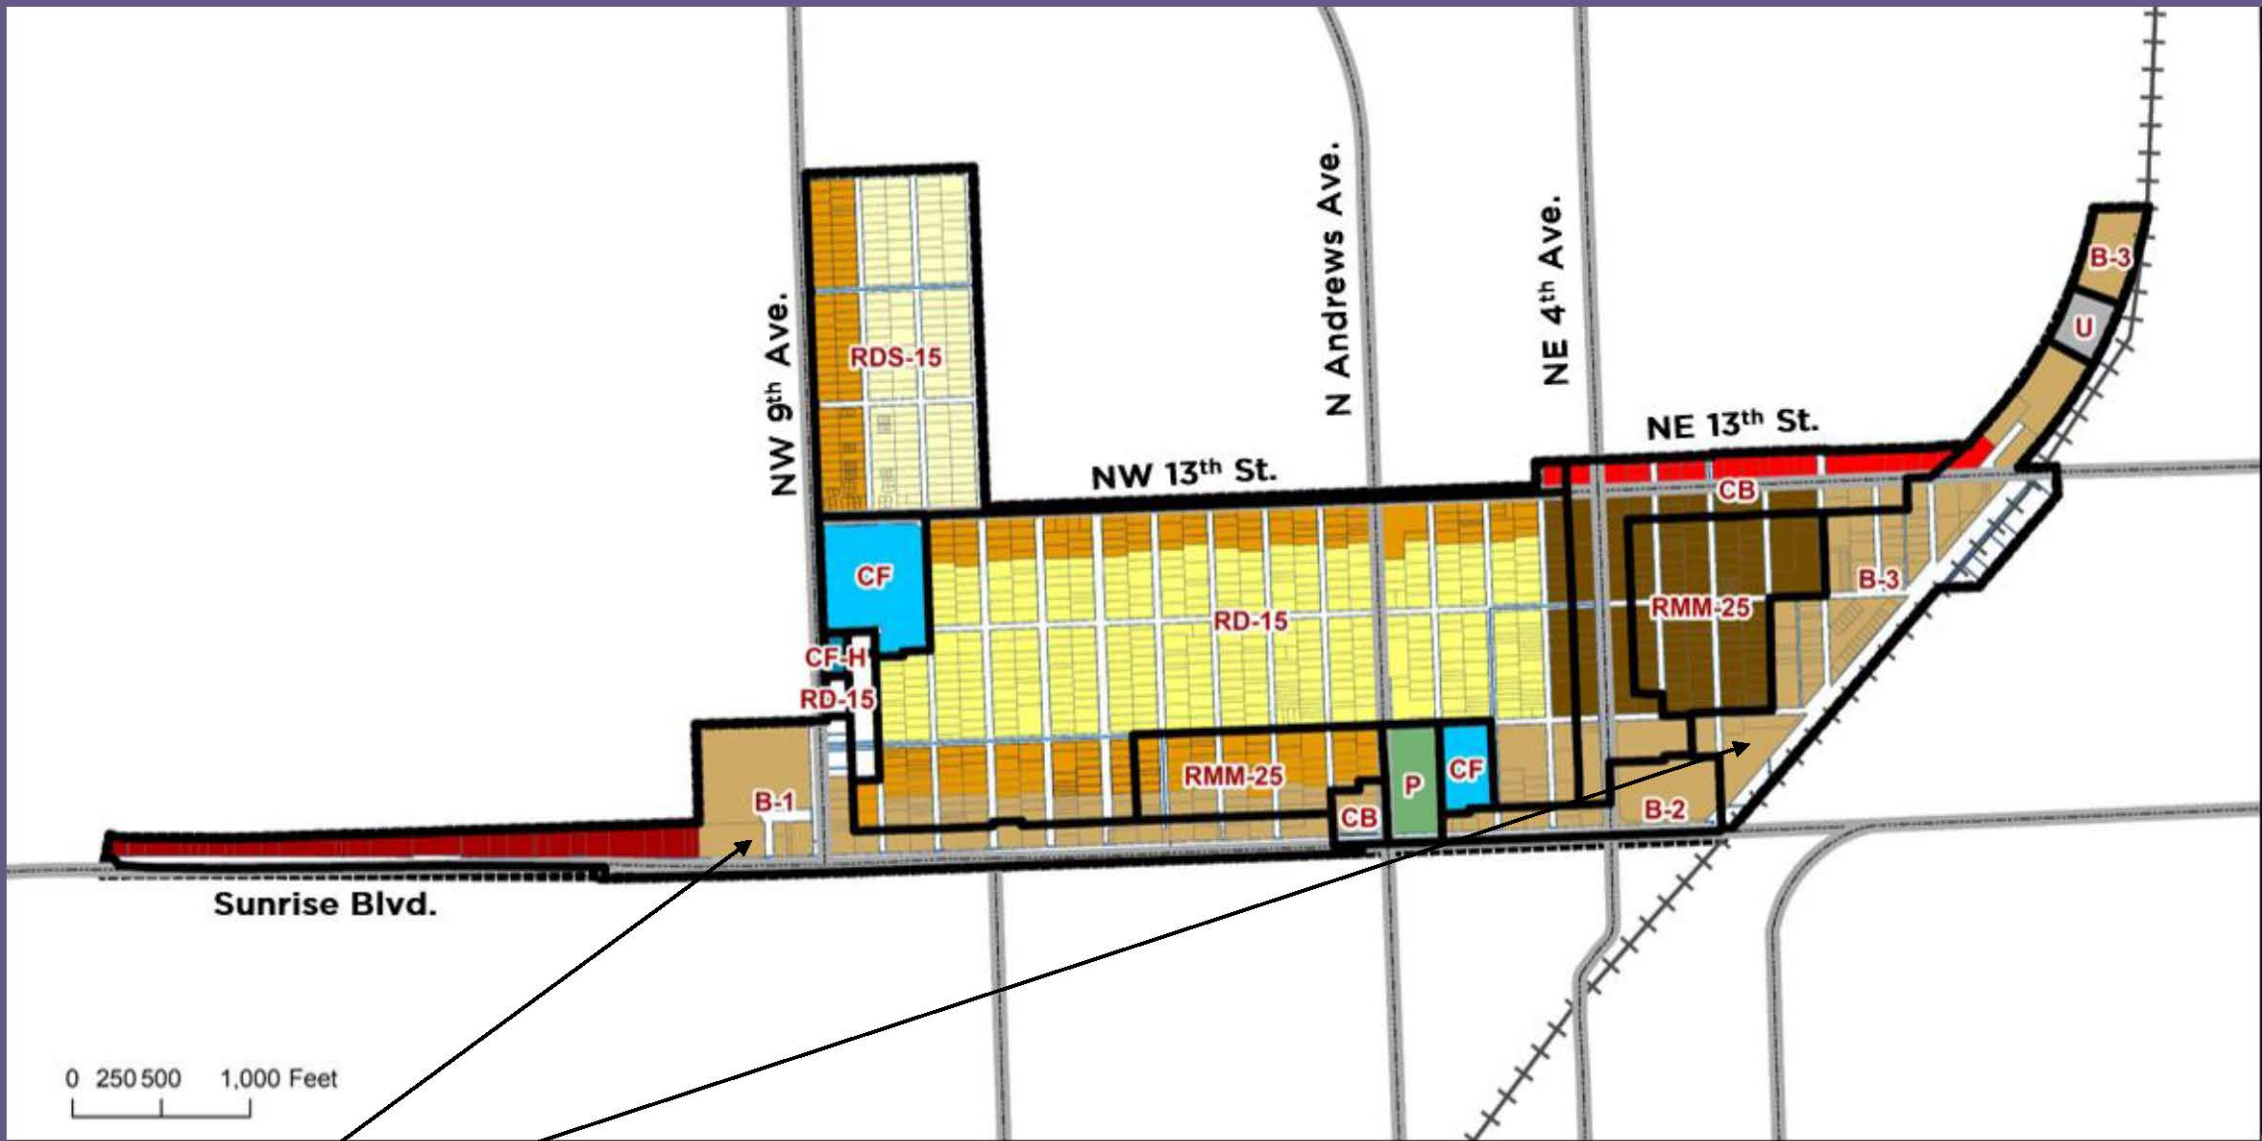 N Andrews Ave.
NE 4th Ave.
NW 9th Ave.
B-3
U
RDS-15
NE 13th St.
NW 13th St.
CB
CF
B-3
RMM-25
RD-15
CF-H
RD-15
RMM-25
CF
P
B-1
B-2
CB
Sunrise Blvd.
0 250 500 1,000 Feet